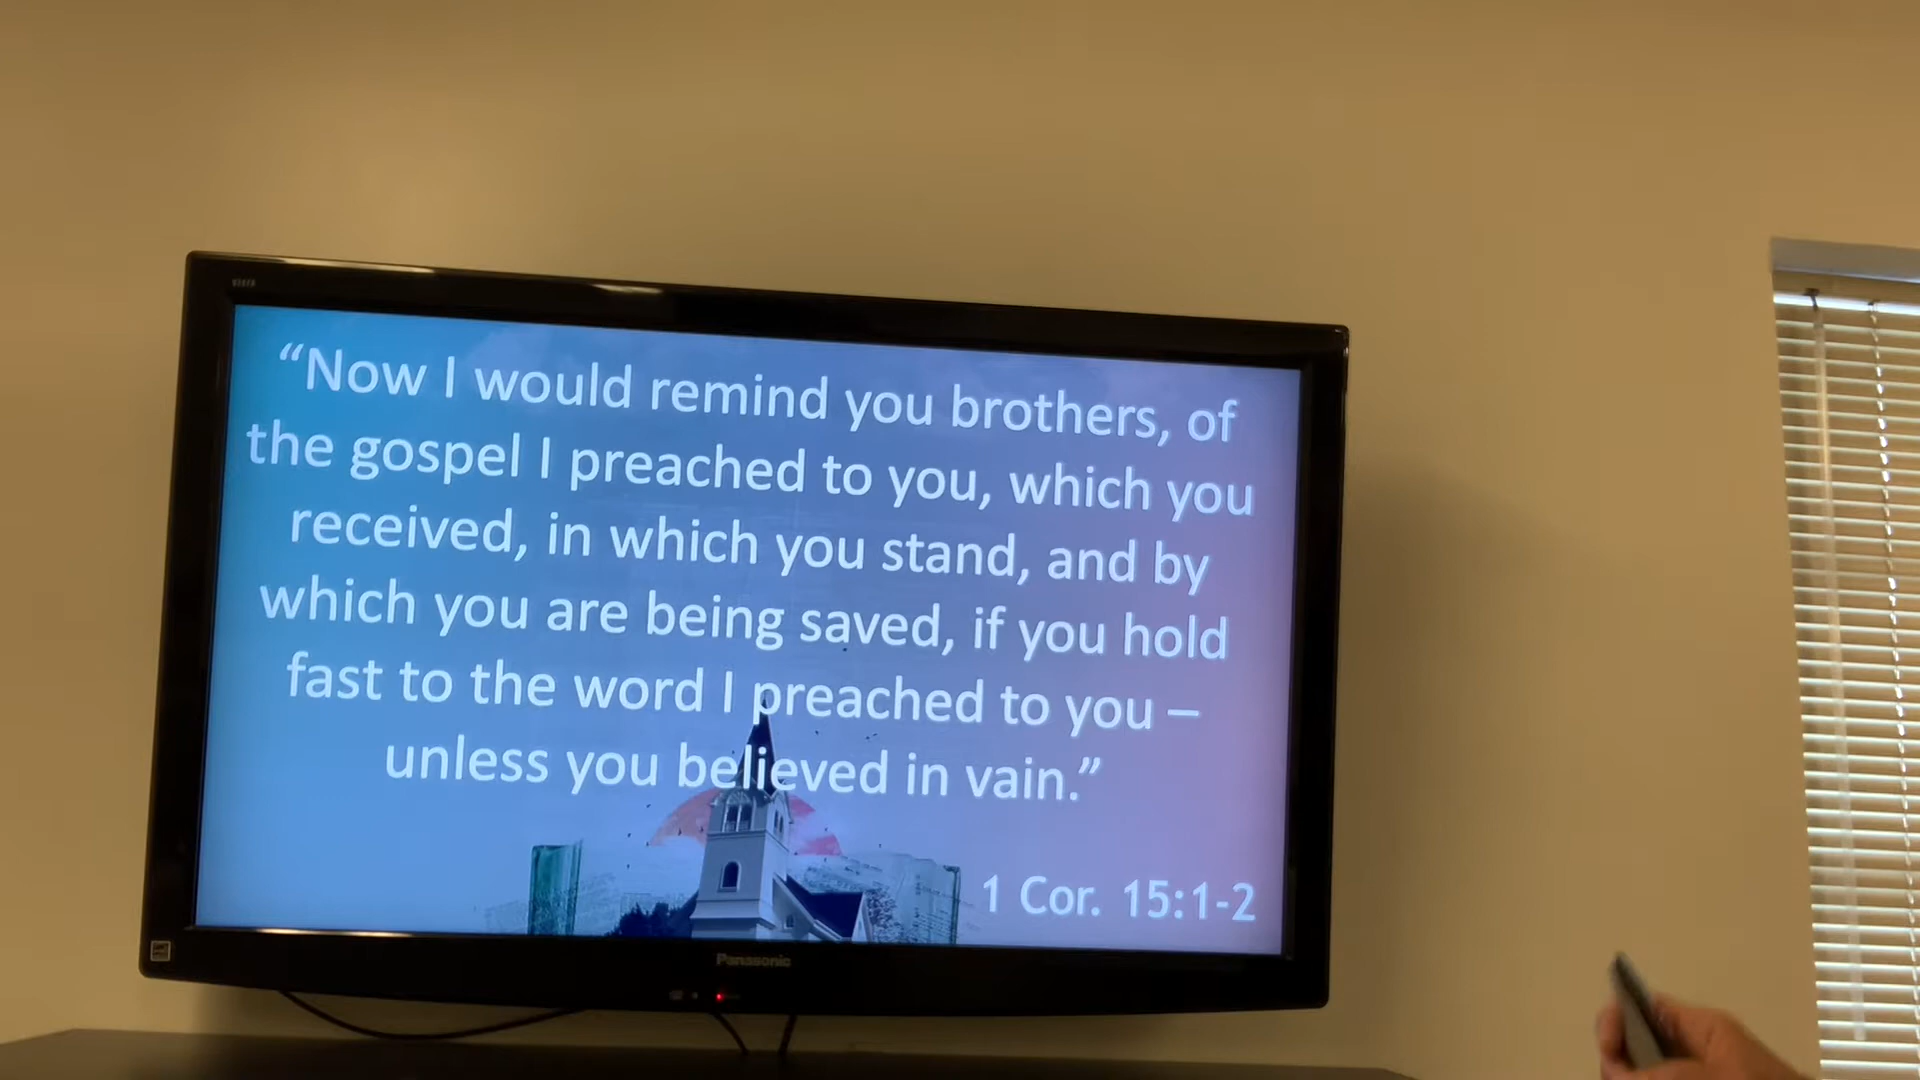 VIERA
“Now I would remind you brothers, of
the gospel I preached to you, which you
received, in which you stand, and by
which you are being saved, if you hold
fast to the word I preached to you –
unless you believed in vain.”
1 Cor. 15:1-2
Panasonic